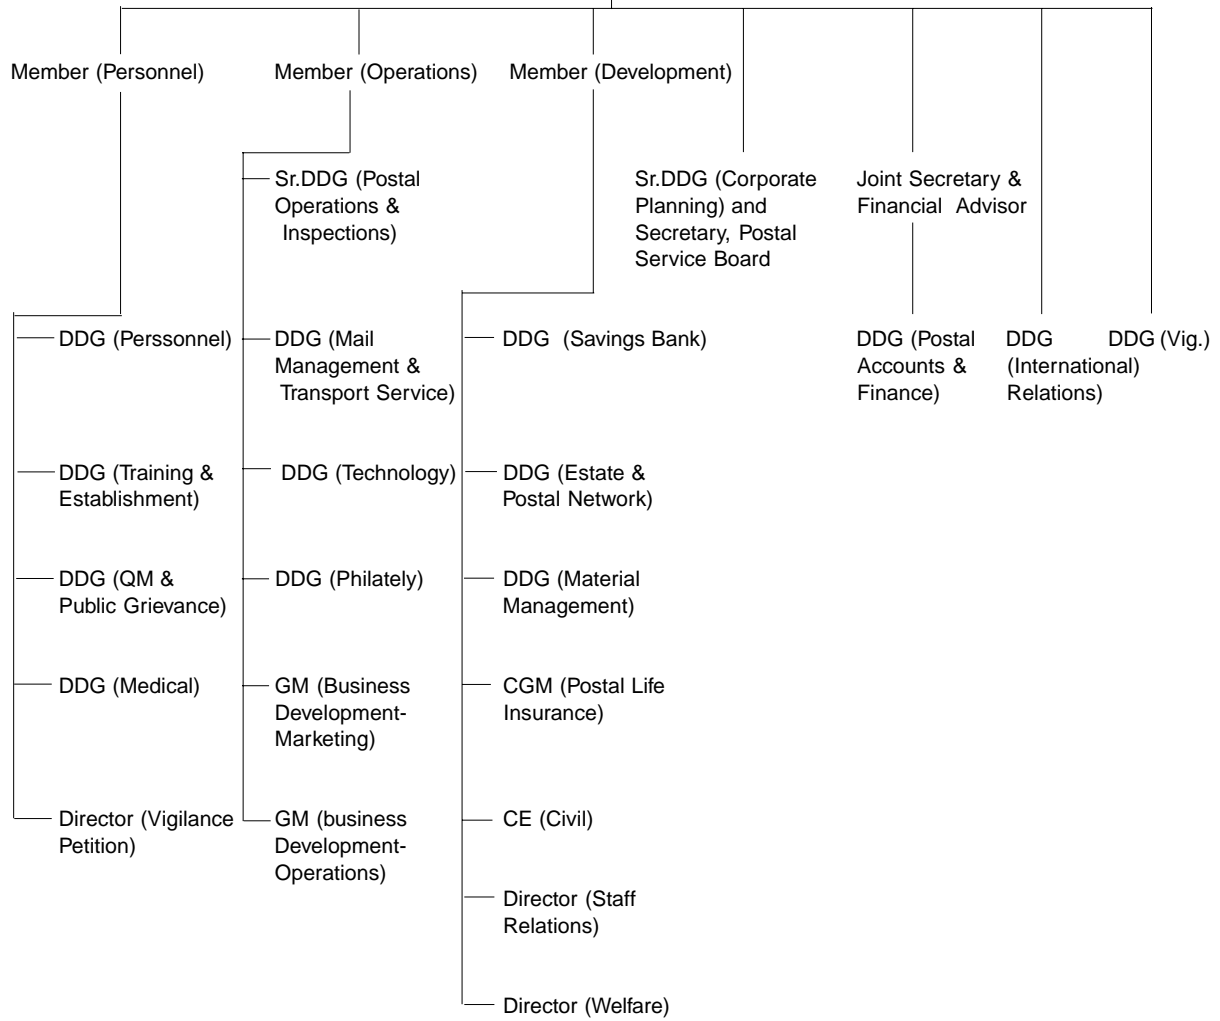 Member (Personnel)
Member (Operations)
Member (Development)
Sr.DDG (Postal
Operations &
Inspections)
Sr.DDG (Corporate
Planning) and
Secretary, Postal
Service Board
Joint Secretary &
Financial Advisor
DDG (Perssonnel)
DDG (Training &
Establishment)
DDG (QM &
Public Grievance)
DDG (Medical)
Director (Vigilance
Petition)
DDG (Mail
Management &
Transport Service)
DDG (Technology)
DDG (Philately)
GM (Business
Development-
Marketing)
GM (business
Development-
Operations)
DDG (Savings Bank)
DDG (Estate &
Postal Network)
DDG (Material
Management)
CGM (Postal Life
Insurance)
CE (Civil)
Director (Staff
Relations)
Director (Welfare)
DDG (Postal
Accounts &
Finance)
DDG
(International)
Relations)
DDG (Vig.)